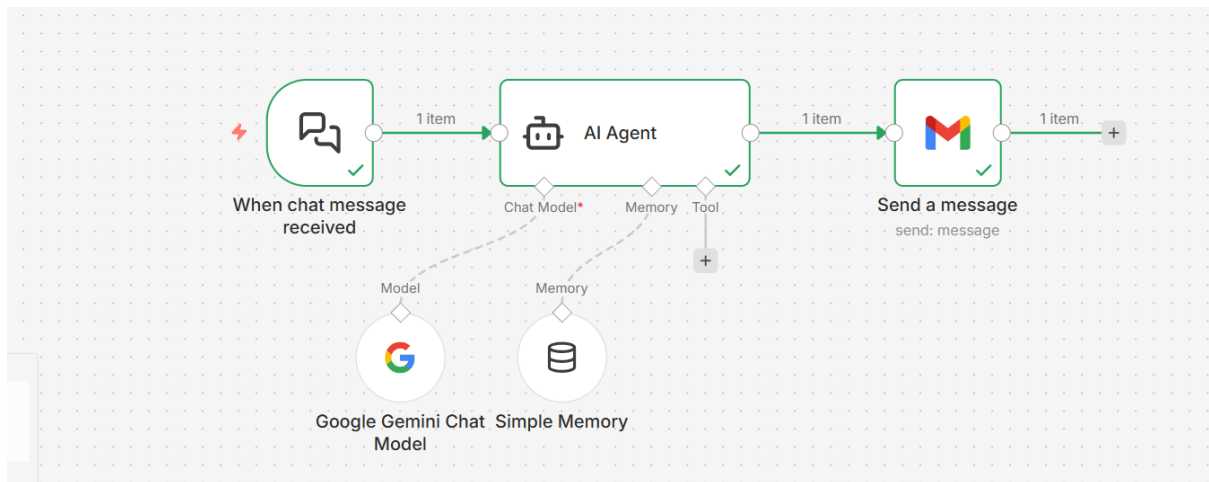 1 item
1 item
1 item
AI Agent
When chat message
received
Chat Model*
Memory
Tool
Send a message
send: message
Model
Memory
Google Gemini Chat
Model
Simple Memory